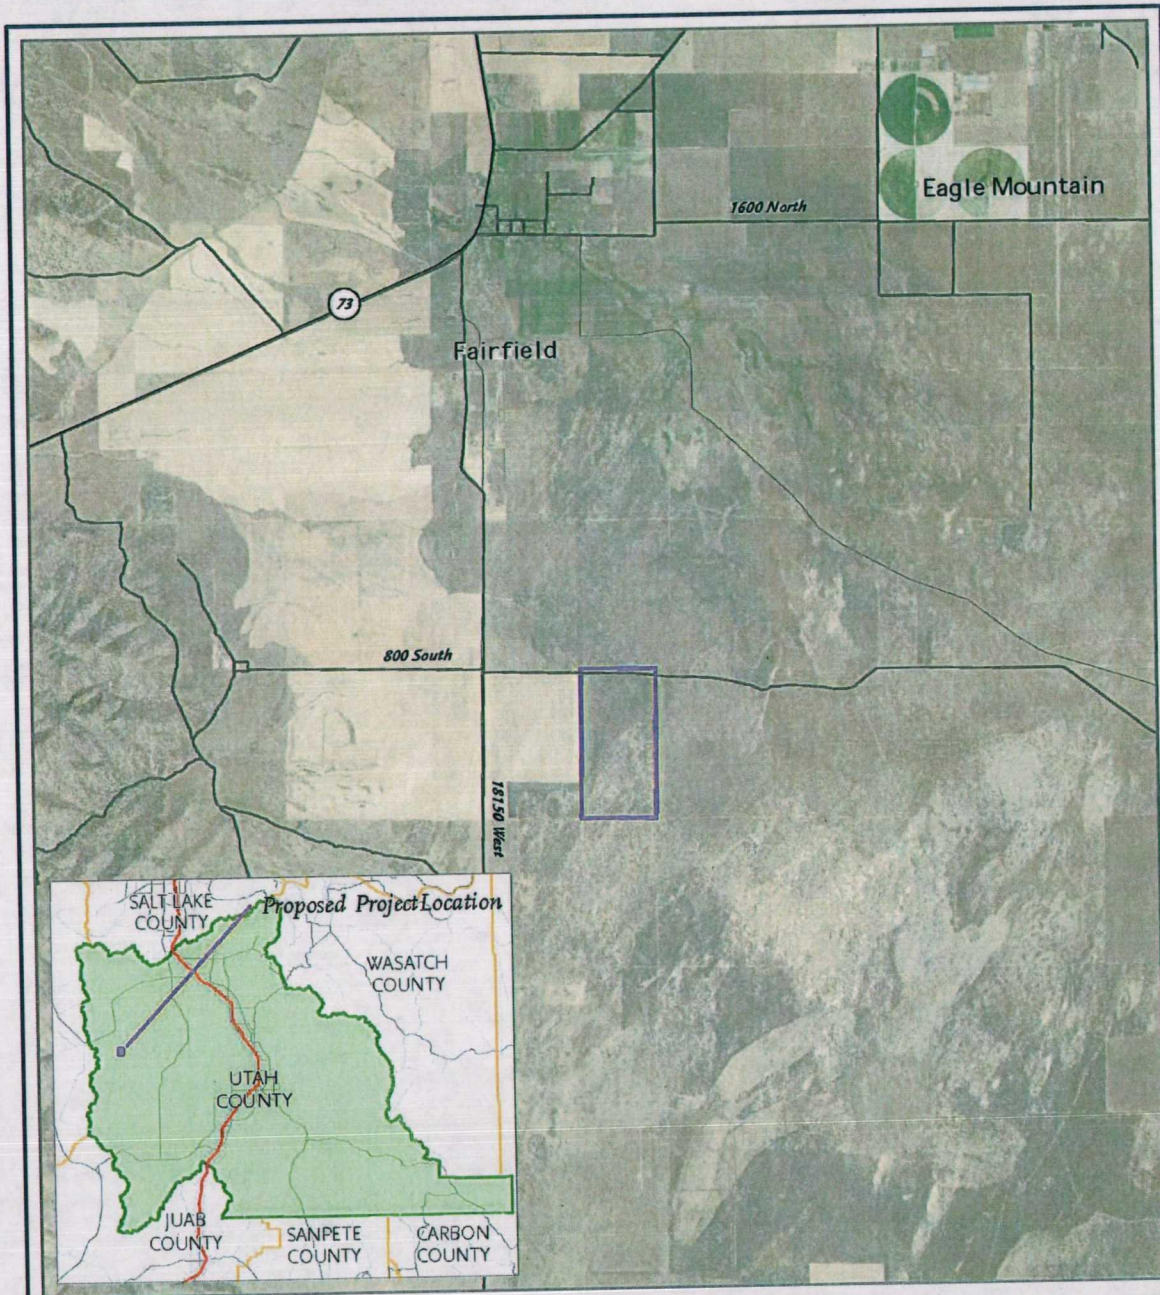 Eagle Mountain
1600 North
73
Fairfield
800 South
18150 West
Proposed Project Location
SALT LAKE
COUNTY
WASATCH
COUNTY
UTAH
COUNTY
JUAB
COUNTY
SANPETE
COUNTY
CARBON
COUNTY